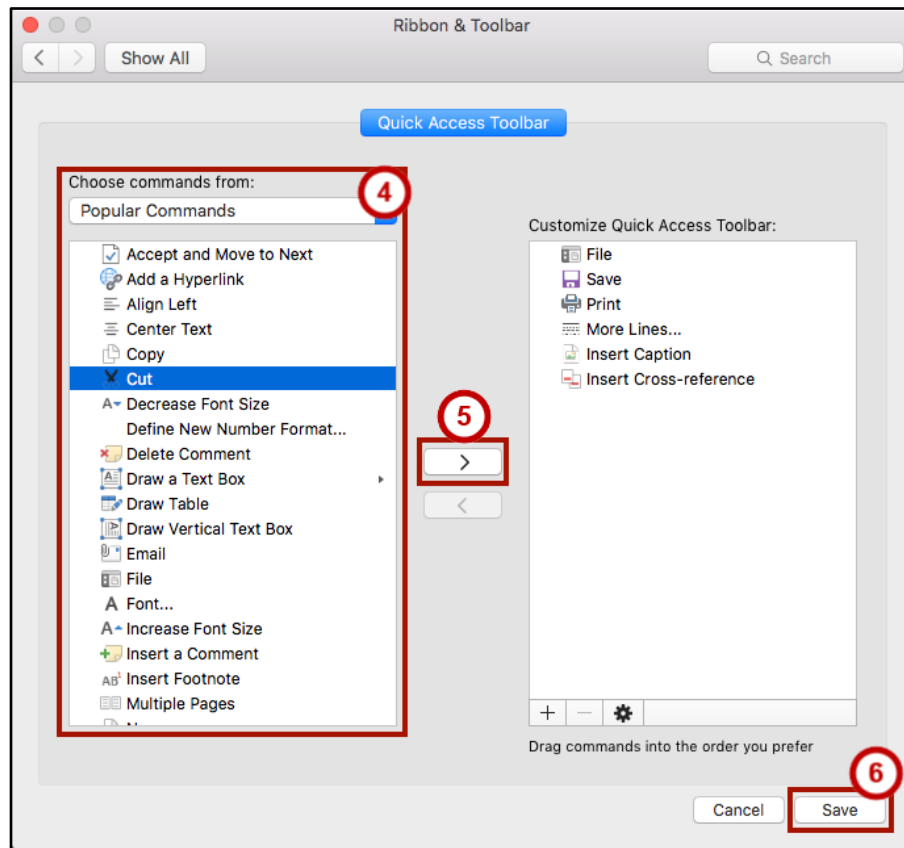 Ribbon & Toolbar
Show All
Search
Quick Access Toolbar
Choose commands from:
4
Popular Commands
Accept and Move to Next
Add a Hyperlink
Align Left
Center Text
Copy
Cut
Decrease Font Size
Define New Number Format...
Delete Comment
Draw a Text Box
Draw Table
Draw Vertical Text Box
Email
File
Font...
Increase Font Size
Insert a Comment
Insert Footnote
Multiple Pages
5
>
<
Customize Quick Access Toolbar:
File
Save
Print
More Lines...
Insert Caption
Insert Cross-reference
Drag commands into the order you prefer
6
Cancel
Save